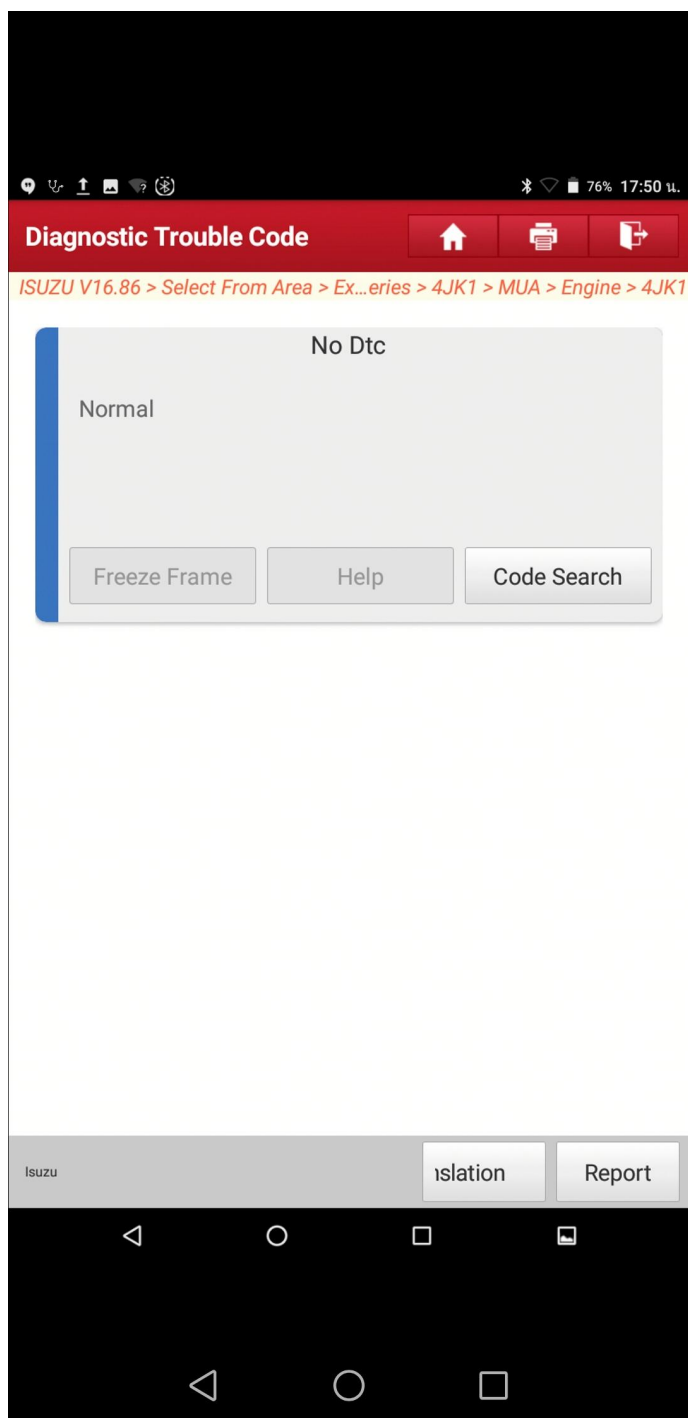 76% 17:50 น.
Diagnostic Trouble Code
ISUZU V16.86 > Select From Area > Ex...eries > 4JK1 > MUA > Engine > 4JK1
No Dtc
Normal
Freeze Frame Help Code Search
Isuzu nslation Report